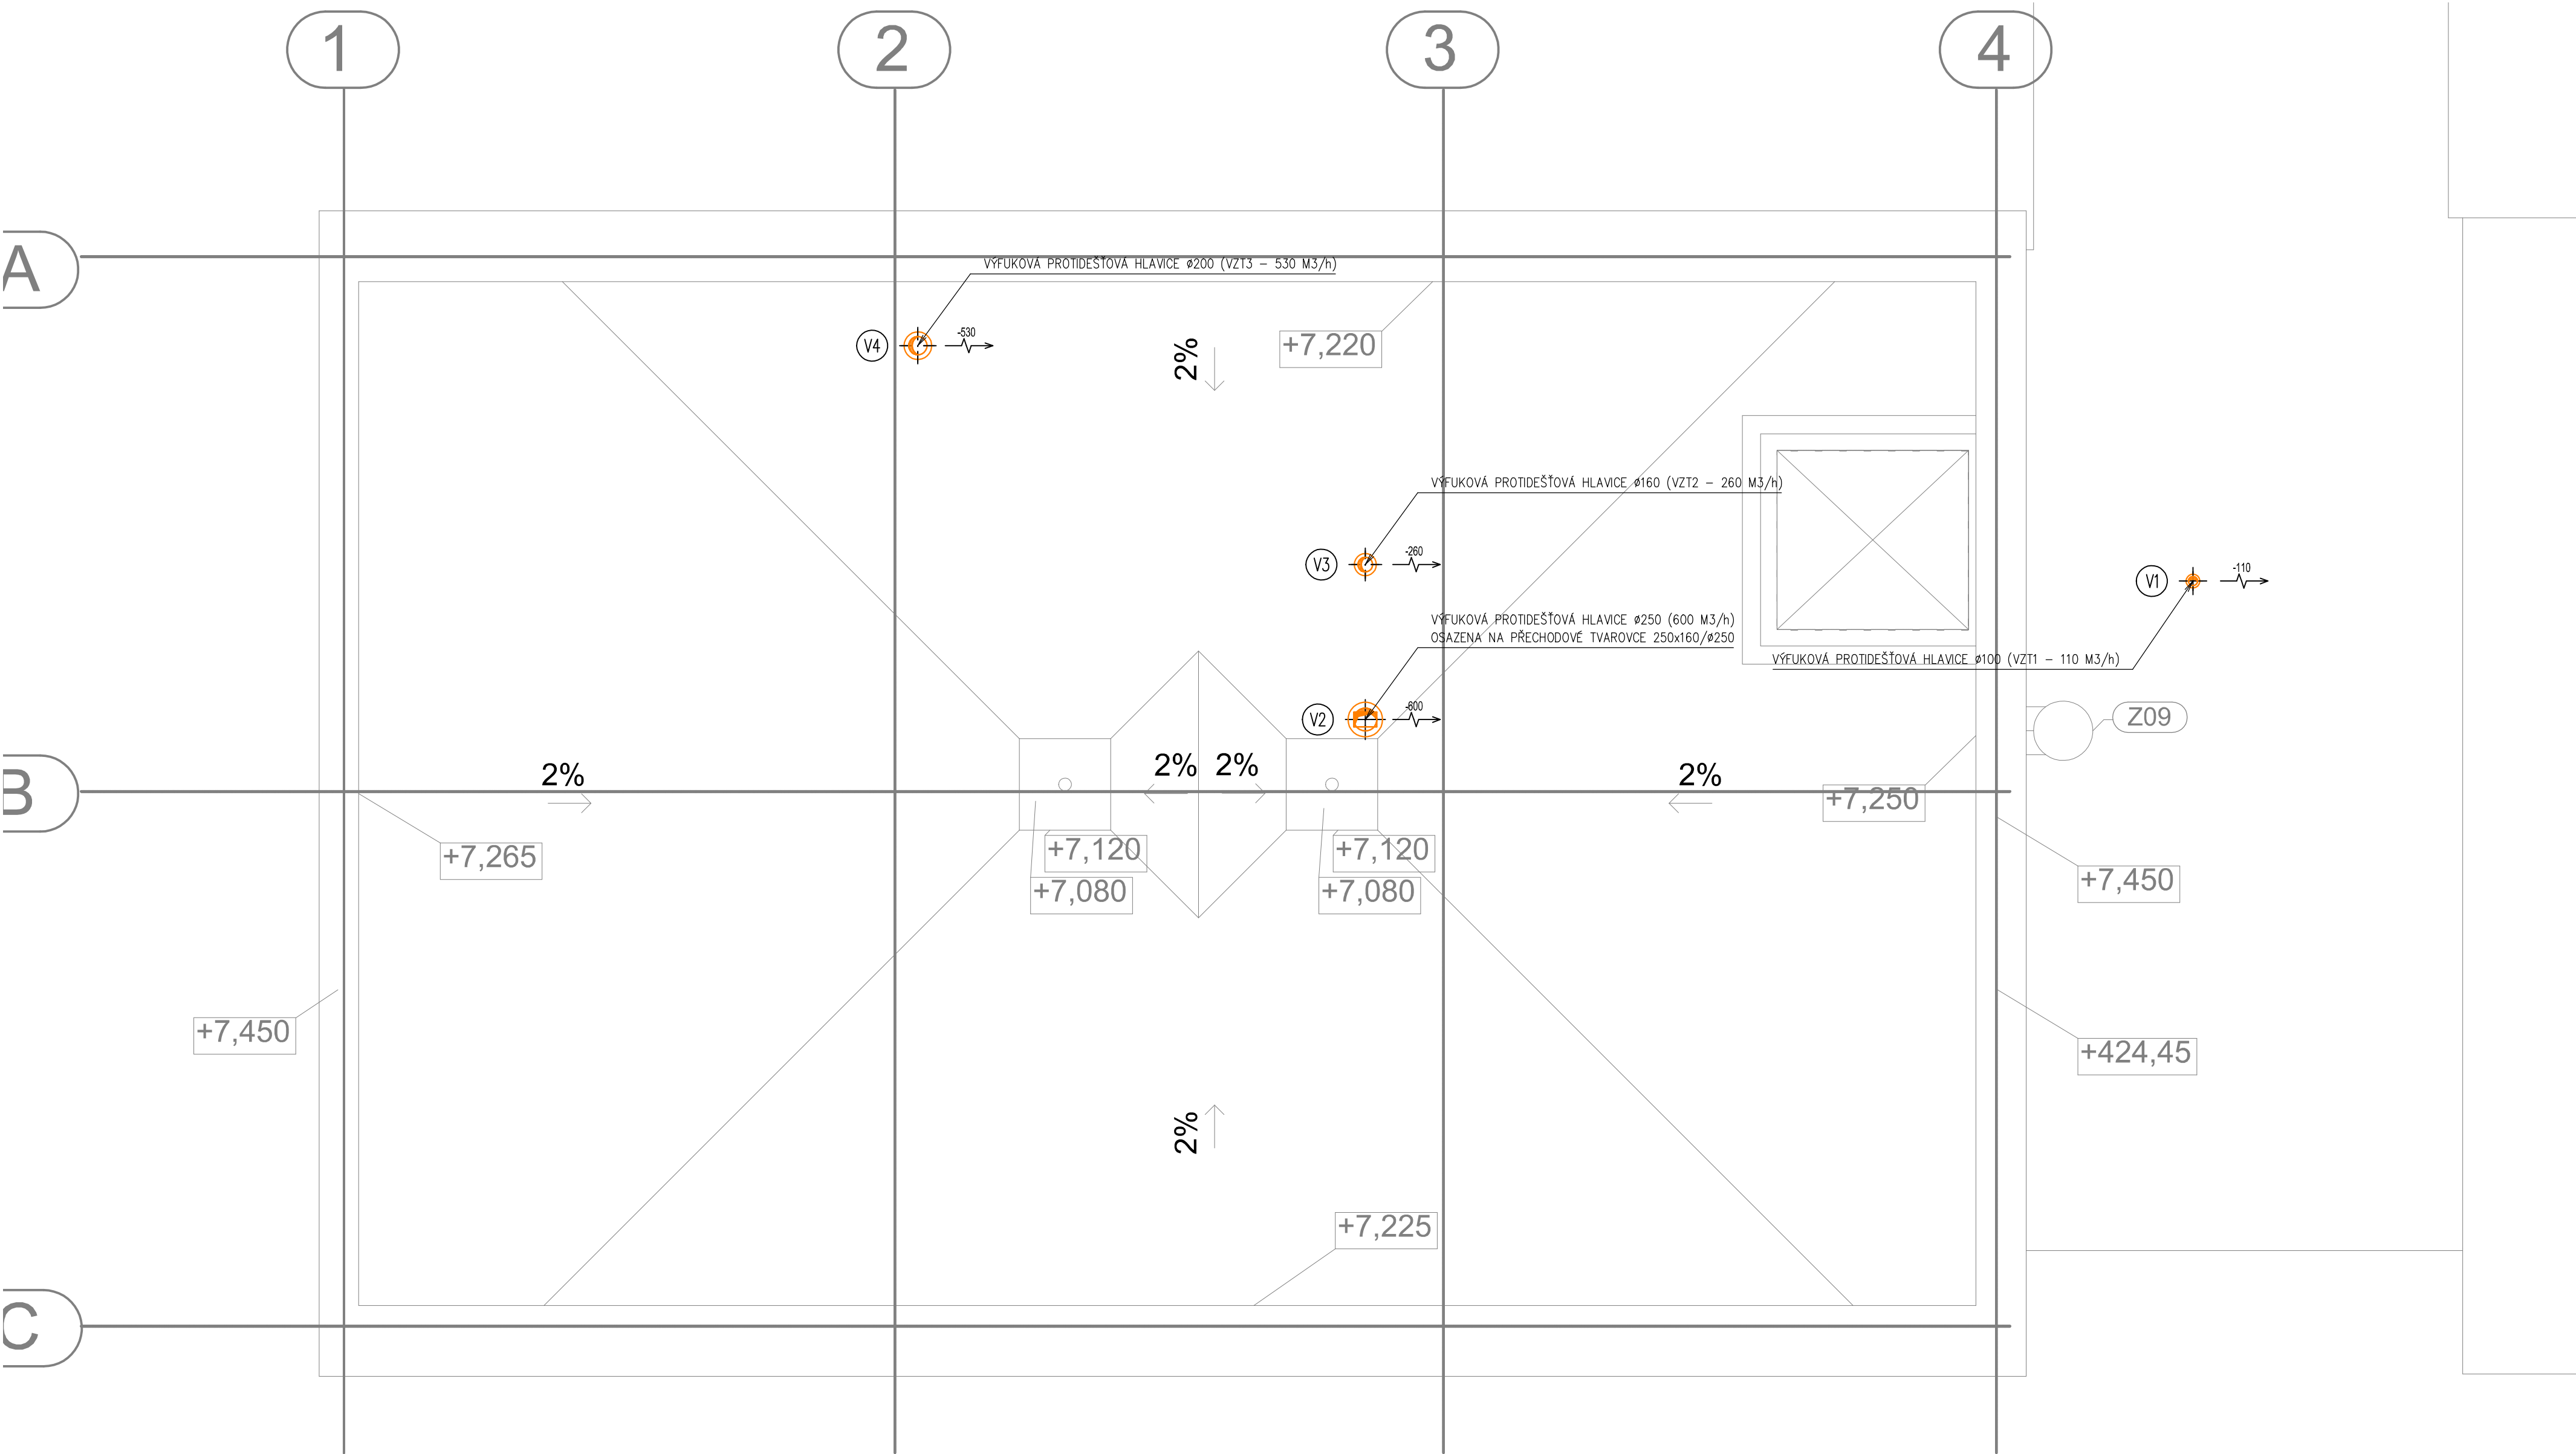 1
2
3
4
A
VÝFUKOVÁ PROTIDEŠŤOVÁ HLAVICE ø200 (VZT3 - 530 M3/h)
V4
-530
2%
+7,220
VÝFUKOVÁ PROTIDEŠŤOVÁ HLAVICE ø160 (VZT2 - 260 M3/h)
V3
-260
V1
-110
VÝFUKOVÁ PROTIDEŠŤOVÁ HLAVICE ø250 (600 M3/h)
OSAZENA NA PŘECHODOVÉ TVAROVCE 250x160/ø250
VÝFUKOVÁ PROTIDEŠŤOVÁ HLAVICE ø100 (VZT1 - 110 M3/h)
V2
-600
Z09
B
2%
2%
2%
2%
+7,250
+7,265
+7,120
+7,120
+7,080
+7,080
+7,450
+7,450
+424,45
2%
+7,225
C